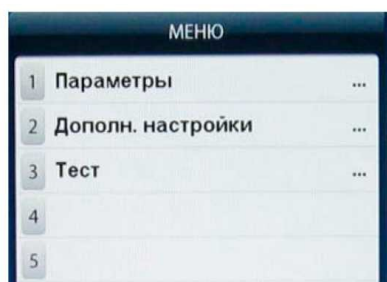 МЕНЮ
1 Параметры ...
2 Дополн. настройки ...
3 Тест ...
4
5